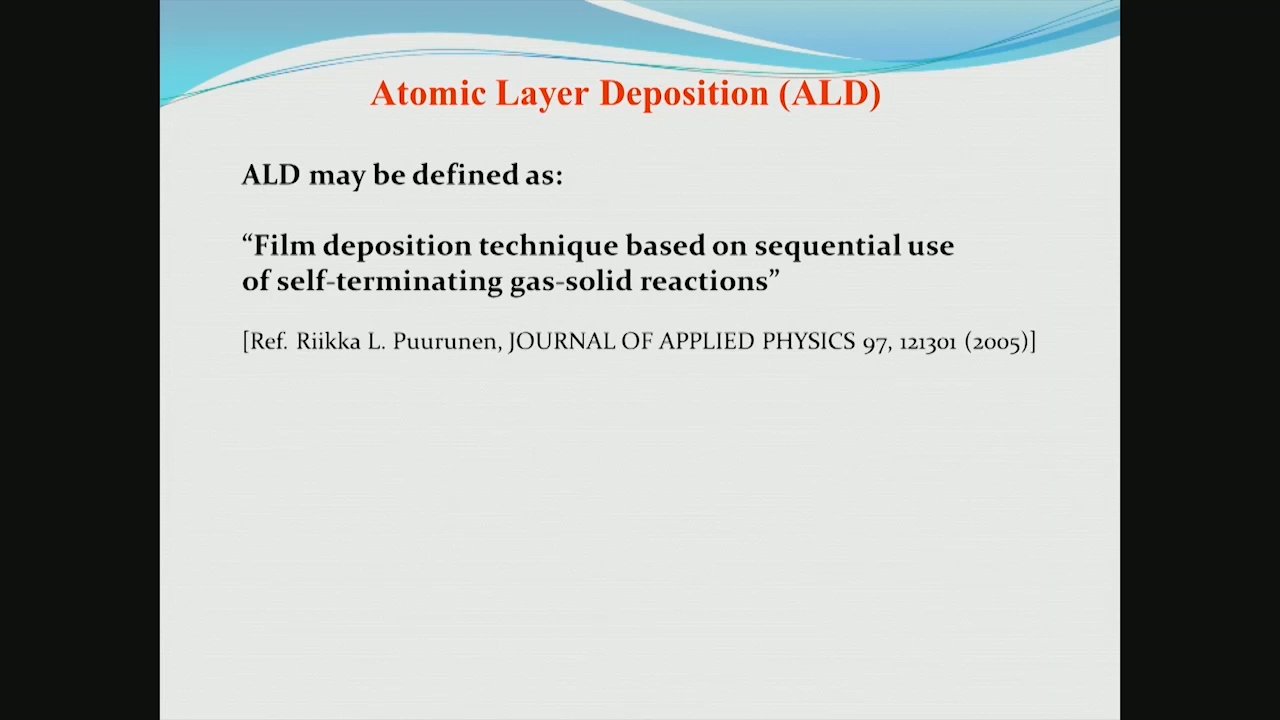 Atomic Layer Deposition (ALD)
ALD may be defined as:
“Film deposition technique based on sequential use
of self-terminating gas-solid reactions”
[Ref. Riikka L. Puurunen, JOURNAL OF APPLIED PHYSICS 97, 121301 (2005)]